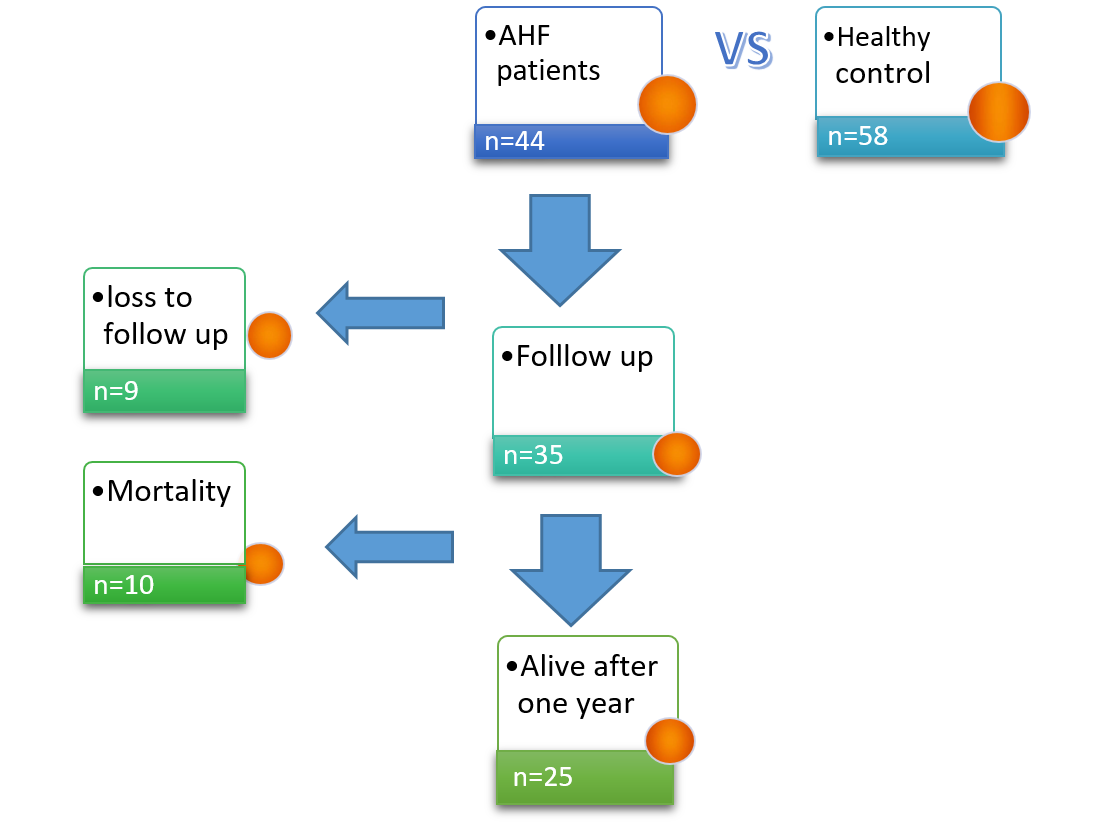 •AHF
patients
n=44
VS
•Healthy
control
n=58
•loss to
follow up
n=9
•Folllow up
n=35
•Mortality
n=10
•Alive after
one year
n=25